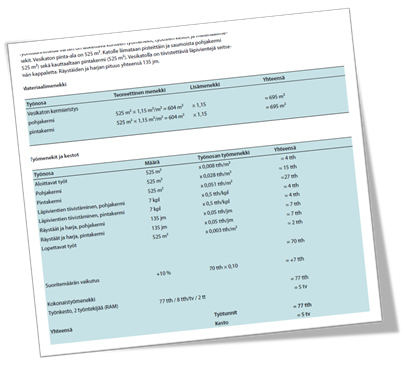 nekit. Vesikaton pinta-ala on 525 m². Katolle liimataan pistettäin ja saumoista pohjakermi
525 m²; sekä kauttaaltaan pintakermi (525 m²). Vesikatolla on tiivistettäviä läpivientejä seitse-
män kappaletta. Räystäiden ja harjan pituus yhteensä 135 jm.
Materiaalimenekki
Työnosa Teoreettinen menekki Lisämenekki Yhteensä
Vesikaton kermieristys
pohjakermi 525 m² × 1,15 m²/m² = 604 m² × 1,15 = 695 m²
pintakermi 525 m² × 1,15 m²/m² = 604 m² × 1,15 = 695 m²
Työmenekit ja kestot
Työnosa Määrä Työnosan työmenekki Yhteensä
Aloittavat työt 525 m² x 0,008 tth/m² = 4 tth
Pohjakermi 525 m² x 0,028 tth/m² = 15 tth
Pintakermi 525 m² x 0,051 tth/m² =27 tth
Läpivientien tiivistäminen, pohjakermi 7 kpl x 0,5 tth/kpl = 4 tth
Läpivientien tiivistäminen, pintakermi 7 kpl x 0,5 tth/kpl = 4 tth
Räystäät ja harja, pohjakermi 135 jm x 0,05 tth/jm = 7 tth
Räystäät ja harja, pintakermi 135 jm x 0,05 tth/jm = 7 tth
Lopettavat työt 525 m² x 0,003 tth/m² = 2 tth
= 70 tth
Suoritemäärän vaikutus +10 % 70 tth × 0,10 = +7 tth
Kokonaistyömenekki = 77 tth
Työnkesto, 2 työntekijää (RAM) 77 tth / 8 tth/tv / 2 tt = 5 tv
Yhteensä Työtunnit = 77 tth
Kesto = 5 tv